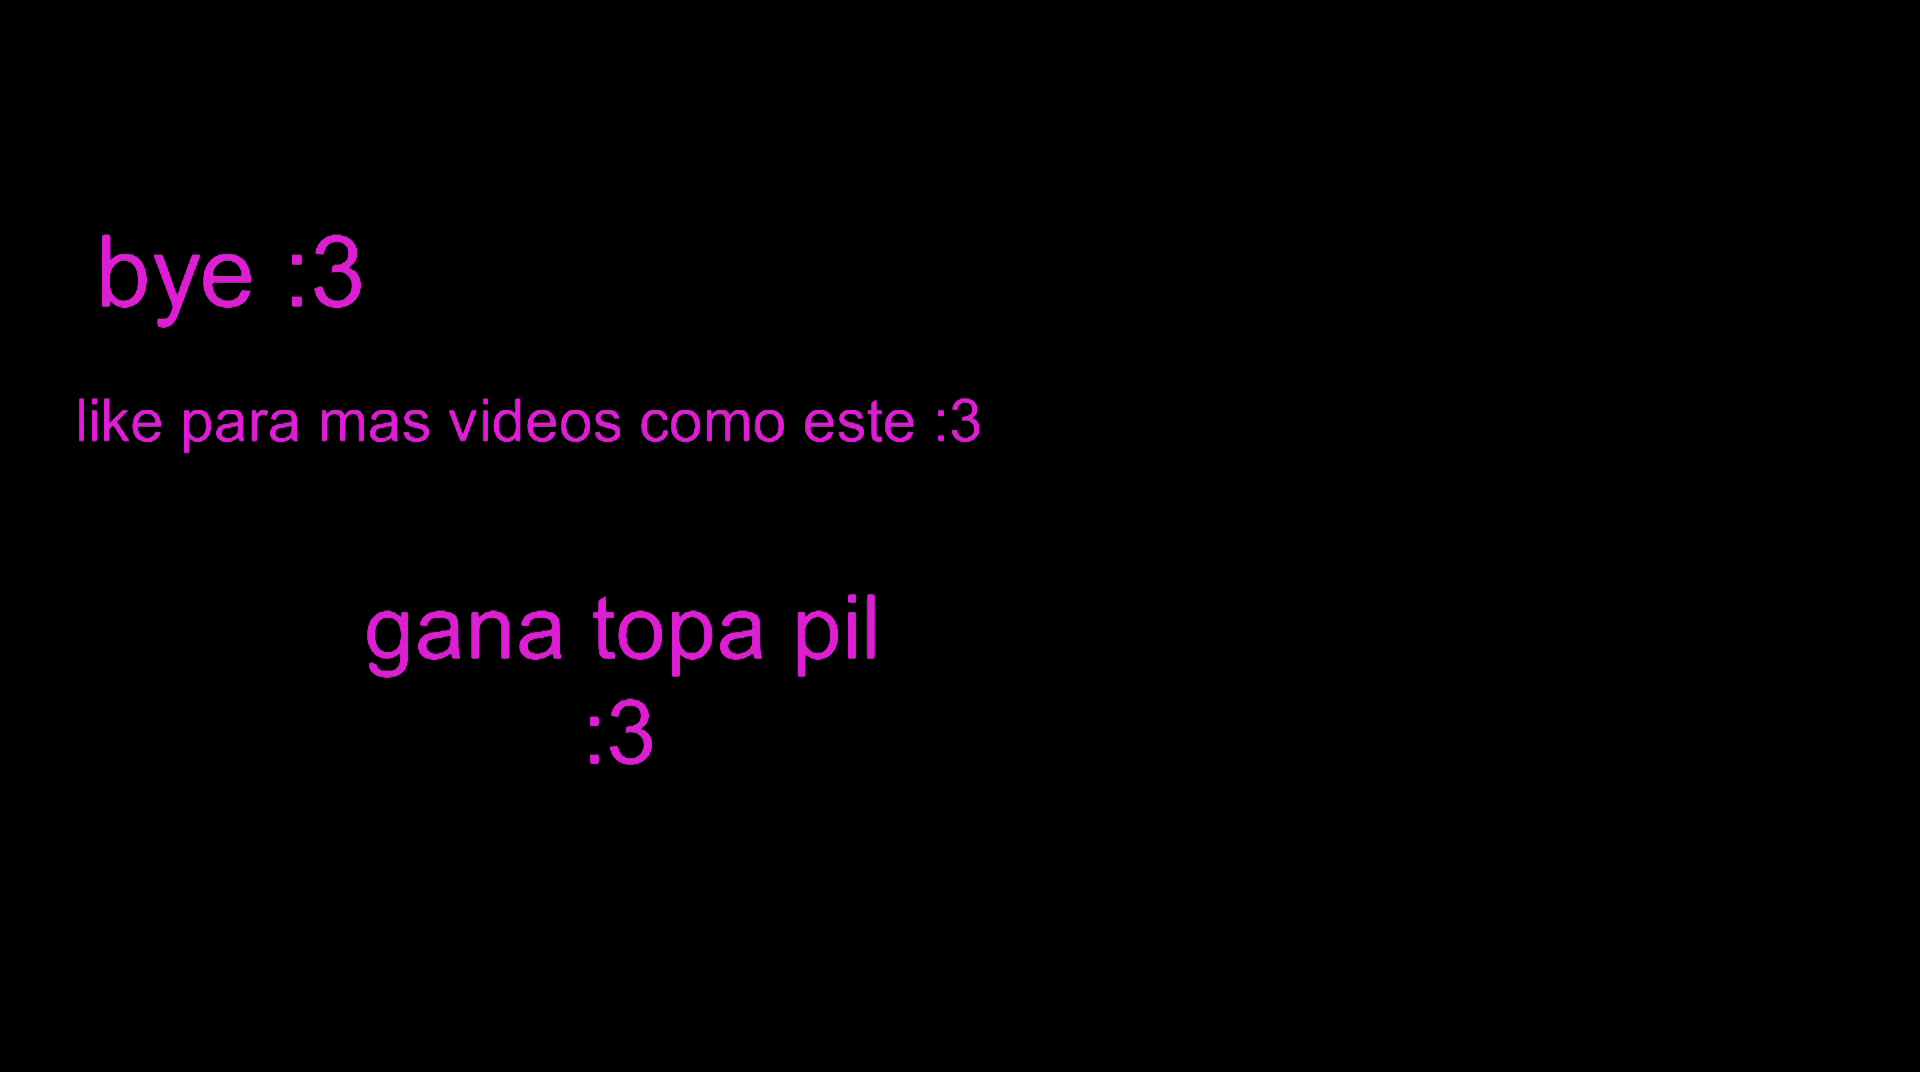 bye :3
like para mas videos como este :3
gana topa pil
:3